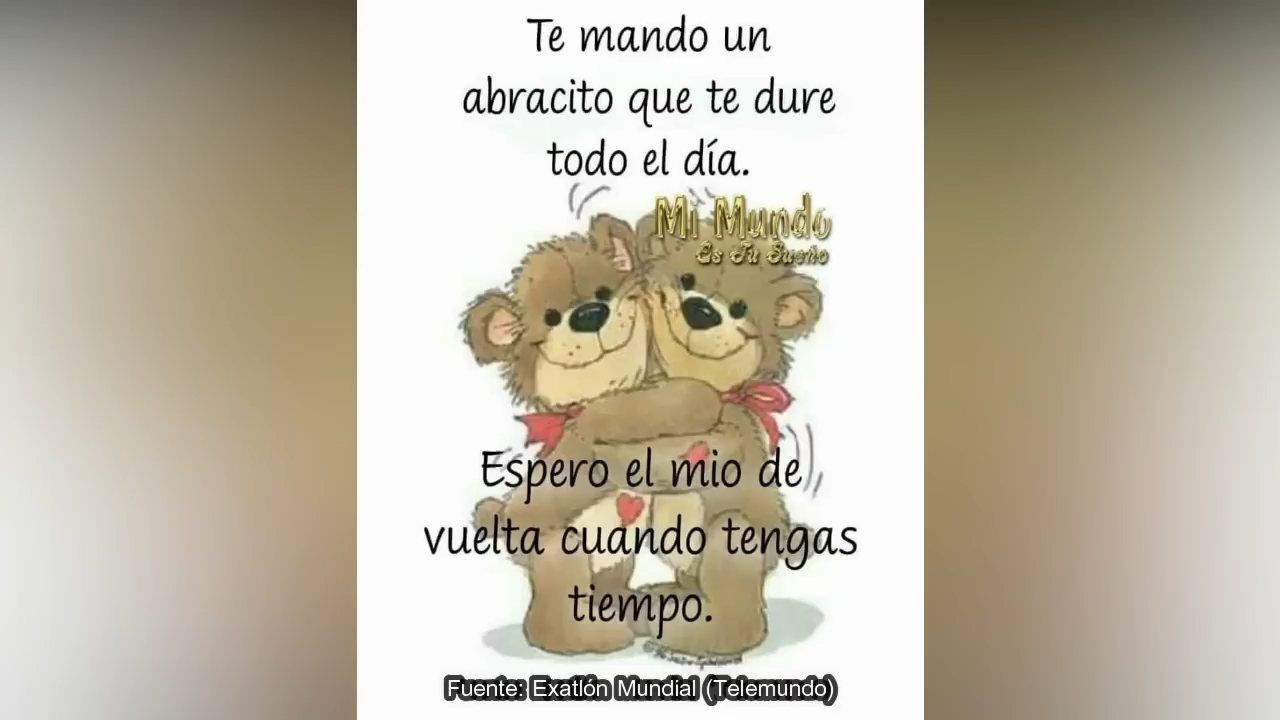 Te mando un
abracito que te dure
todo el día.
Mi Mundo
Es Tu Sueño
Espero el mio de
vuelta cuando tengas
tiempo.
Fuente: Exatlón Mundial (Telemundo)